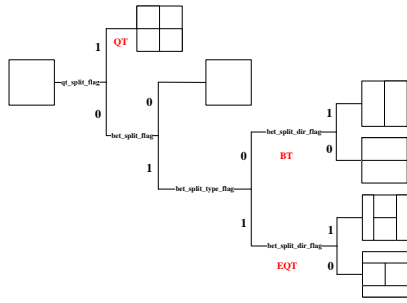 1
QT
qt_split_flag
0
0
bet_split_flag
1
1
bet_split_dir_flag
0
BT
0
bet_split_type_flag
1
1
bet_split_dir_flag
EQT
0